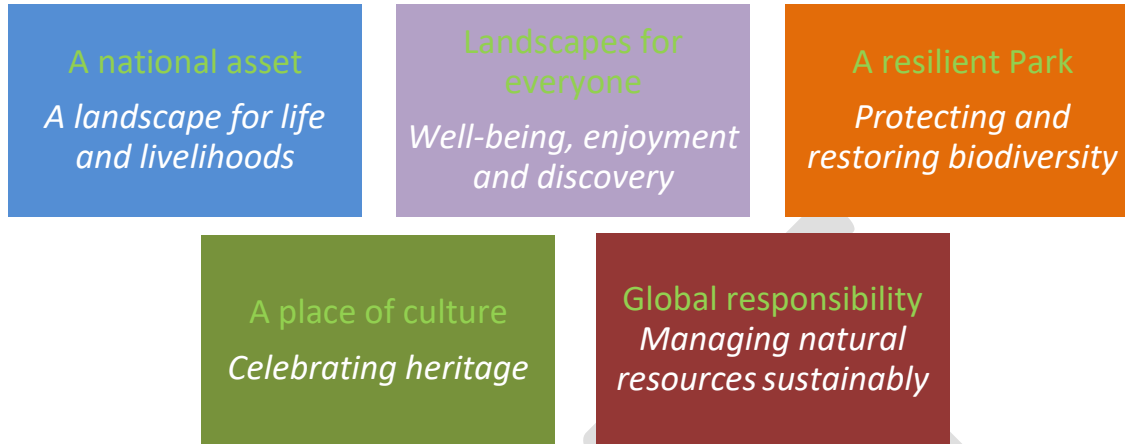 A national asset
A landscape for life
and livelihoods
Landscapes for
everyone
Well-being, enjoyment
and discovery
A resilient Park
Protecting and
restoring biodiversity
A place of culture
Celebrating heritage
Global responsibility
Managing natural
resources sustainably